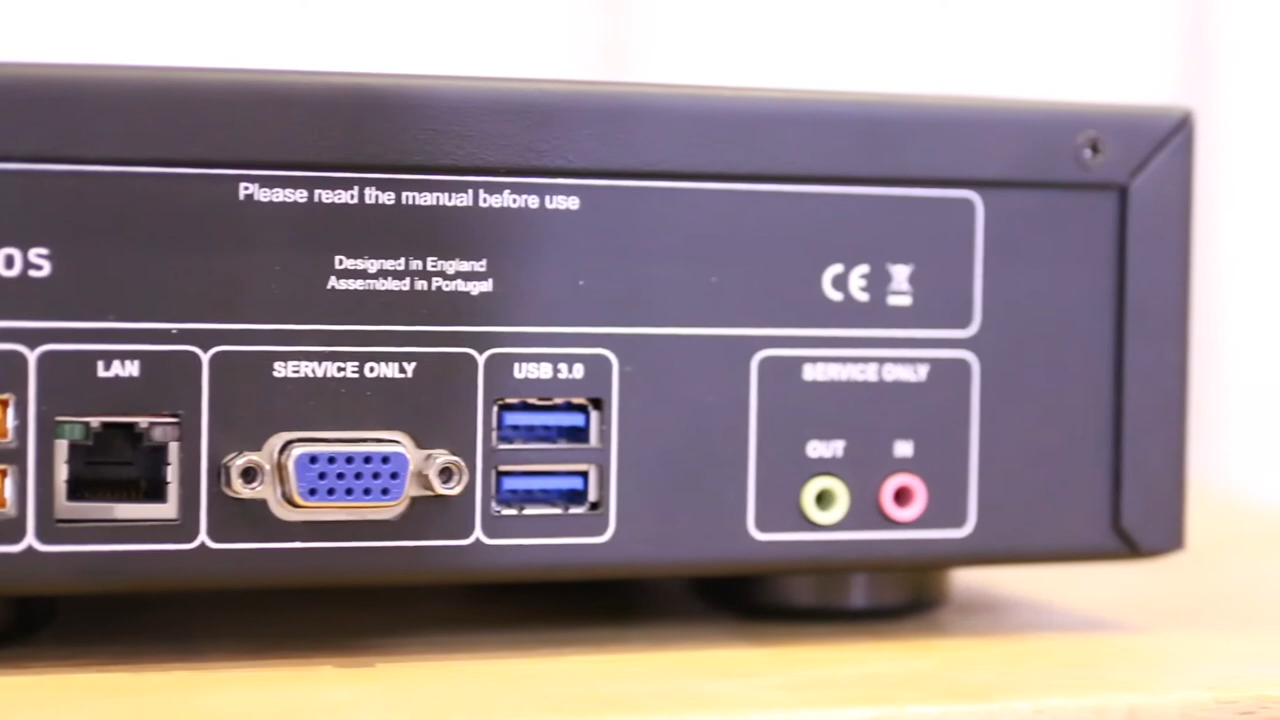 Please read the manual before use
os
Designed in England
Assembled in Portugal
CE
LAN
SERVICE ONLY
USB 3.0
SERVICE ONLY
OUT
IN